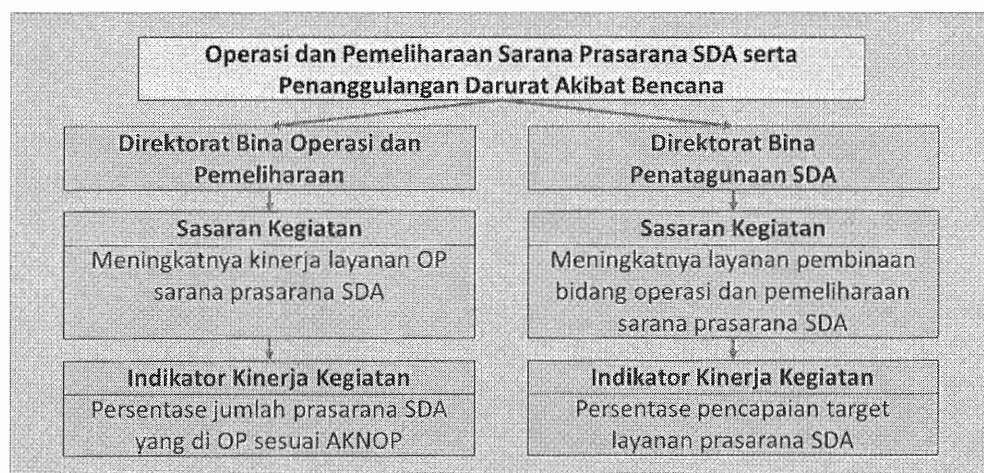 Operasi dan Pemeliharaan Sarana Prasarana SDA serta
Penanggulangan Darurat Akibat Bencana
Direktorat Bina Operasi dan
Pemeliharaan
Sasaran Kegiatan
Meningkatnya kinerja layanan OP
sarana prasarana SDA
Indikator Kinerja Kegiatan
Persentase jumlah prasarana SDA
yang di OP sesuai AKNOP
Direktorat Bina
Penatagunaan SDA
Sasaran Kegiatan
Meningkatnya layanan pembinaan
bidang operasi dan pemeliharaan
sarana prasarana SDA
Indikator Kinerja Kegiatan
Persentase pencapaian target
layanan prasarana SDA